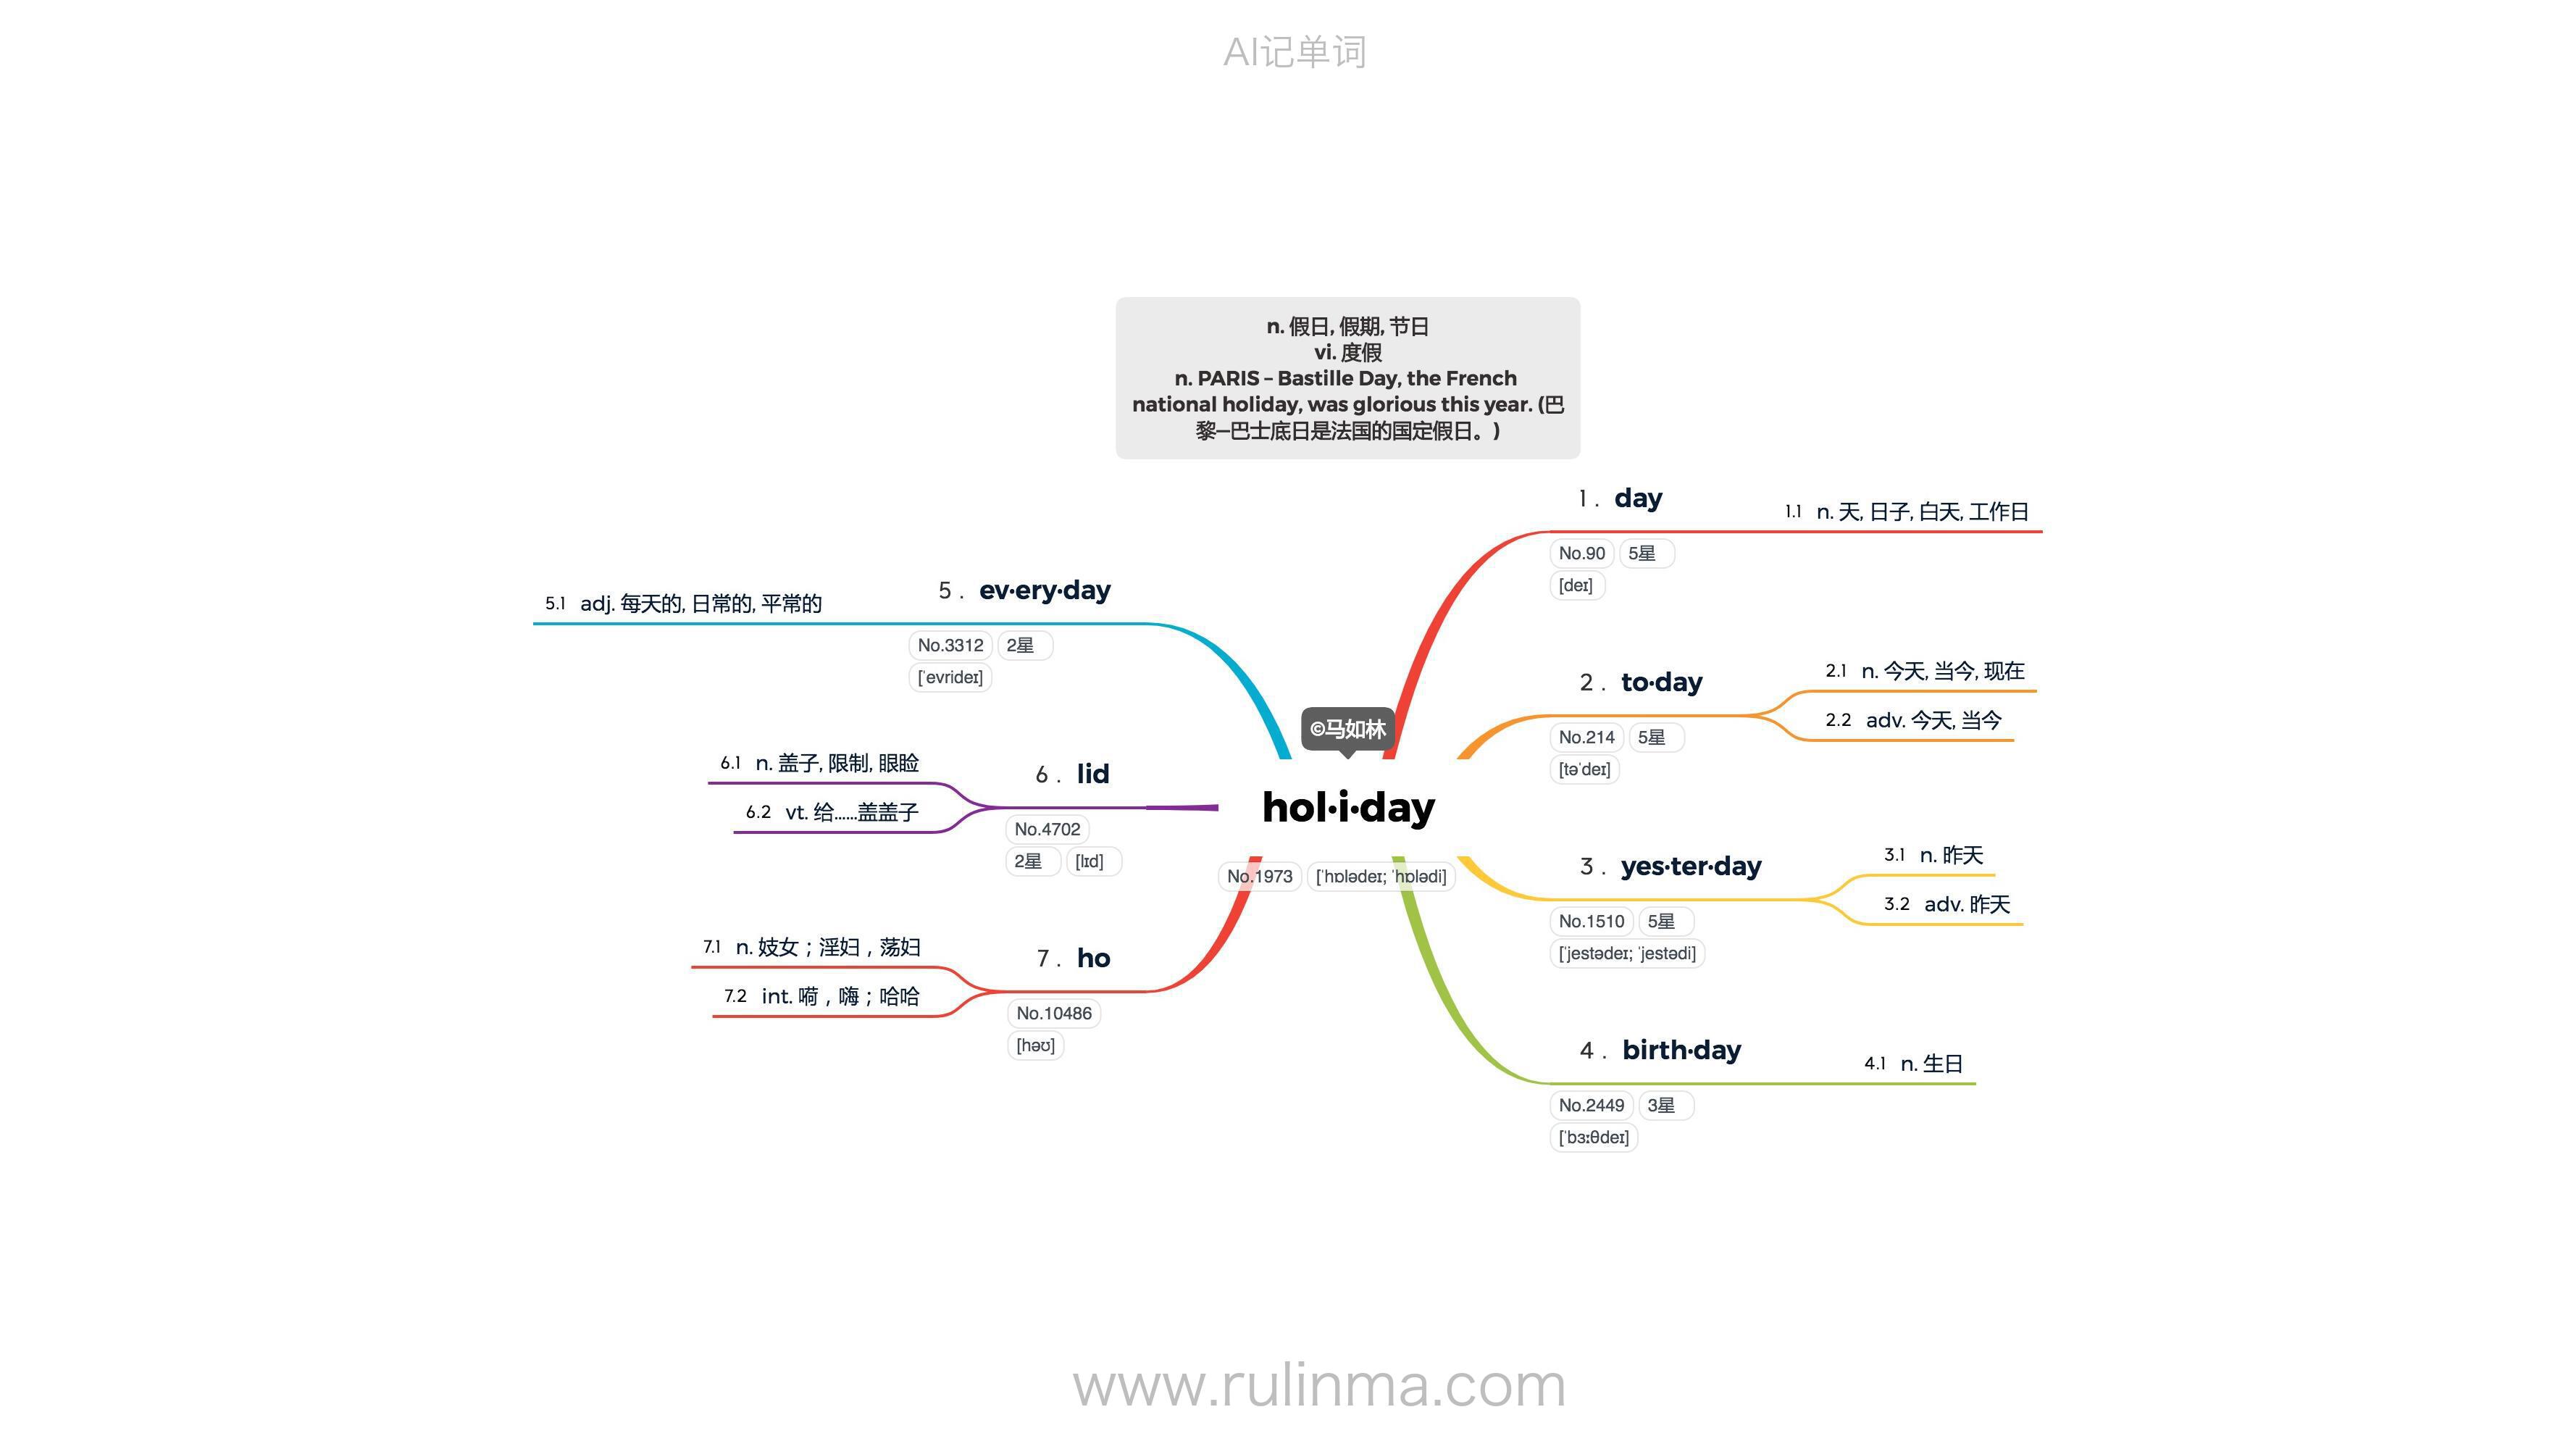 AI记单词
n. 假日, 假期, 节日
vi. 度假
n. PARIS – Bastille Day, the French
national holiday, was glorious this year. (巴
黎—巴士底日是法国的国定假日。)
©马如林
hol·i·day
No.1973 [ˈhɒlədeɪ; ˈhɒlədi]
1 . day
No.90 5星
[deɪ]
1.1 n. 天, 日子, 白天, 工作日
2 . to·day
No.214 5星
[təˈdeɪ]
2.1 n. 今天, 当今, 现在
2.2 adv. 今天, 当今
3 . yes·ter·day
No.1510 5星
[ˈjestədeɪ; ˈjestədi]
3.1 n. 昨天
3.2 adv. 昨天
4 . birth·day
No.2449 3星
[ˈbɜːθdeɪ]
4.1 n. 生日
5 . ev·ery·day
No.3312 2星
[ˈevrideɪ]
5.1 adj. 每天的, 日常的, 平常的
6 . lid
No.4702
2星 [lɪd]
6.1 n. 盖子, 限制, 眼睑
6.2 vt. 给……盖盖子
7 . ho
No.10486
[həʊ]
7.1 n. 妓女；淫妇，荡妇
7.2 int. 嗬，嗨；哈哈
www.rulinma.com